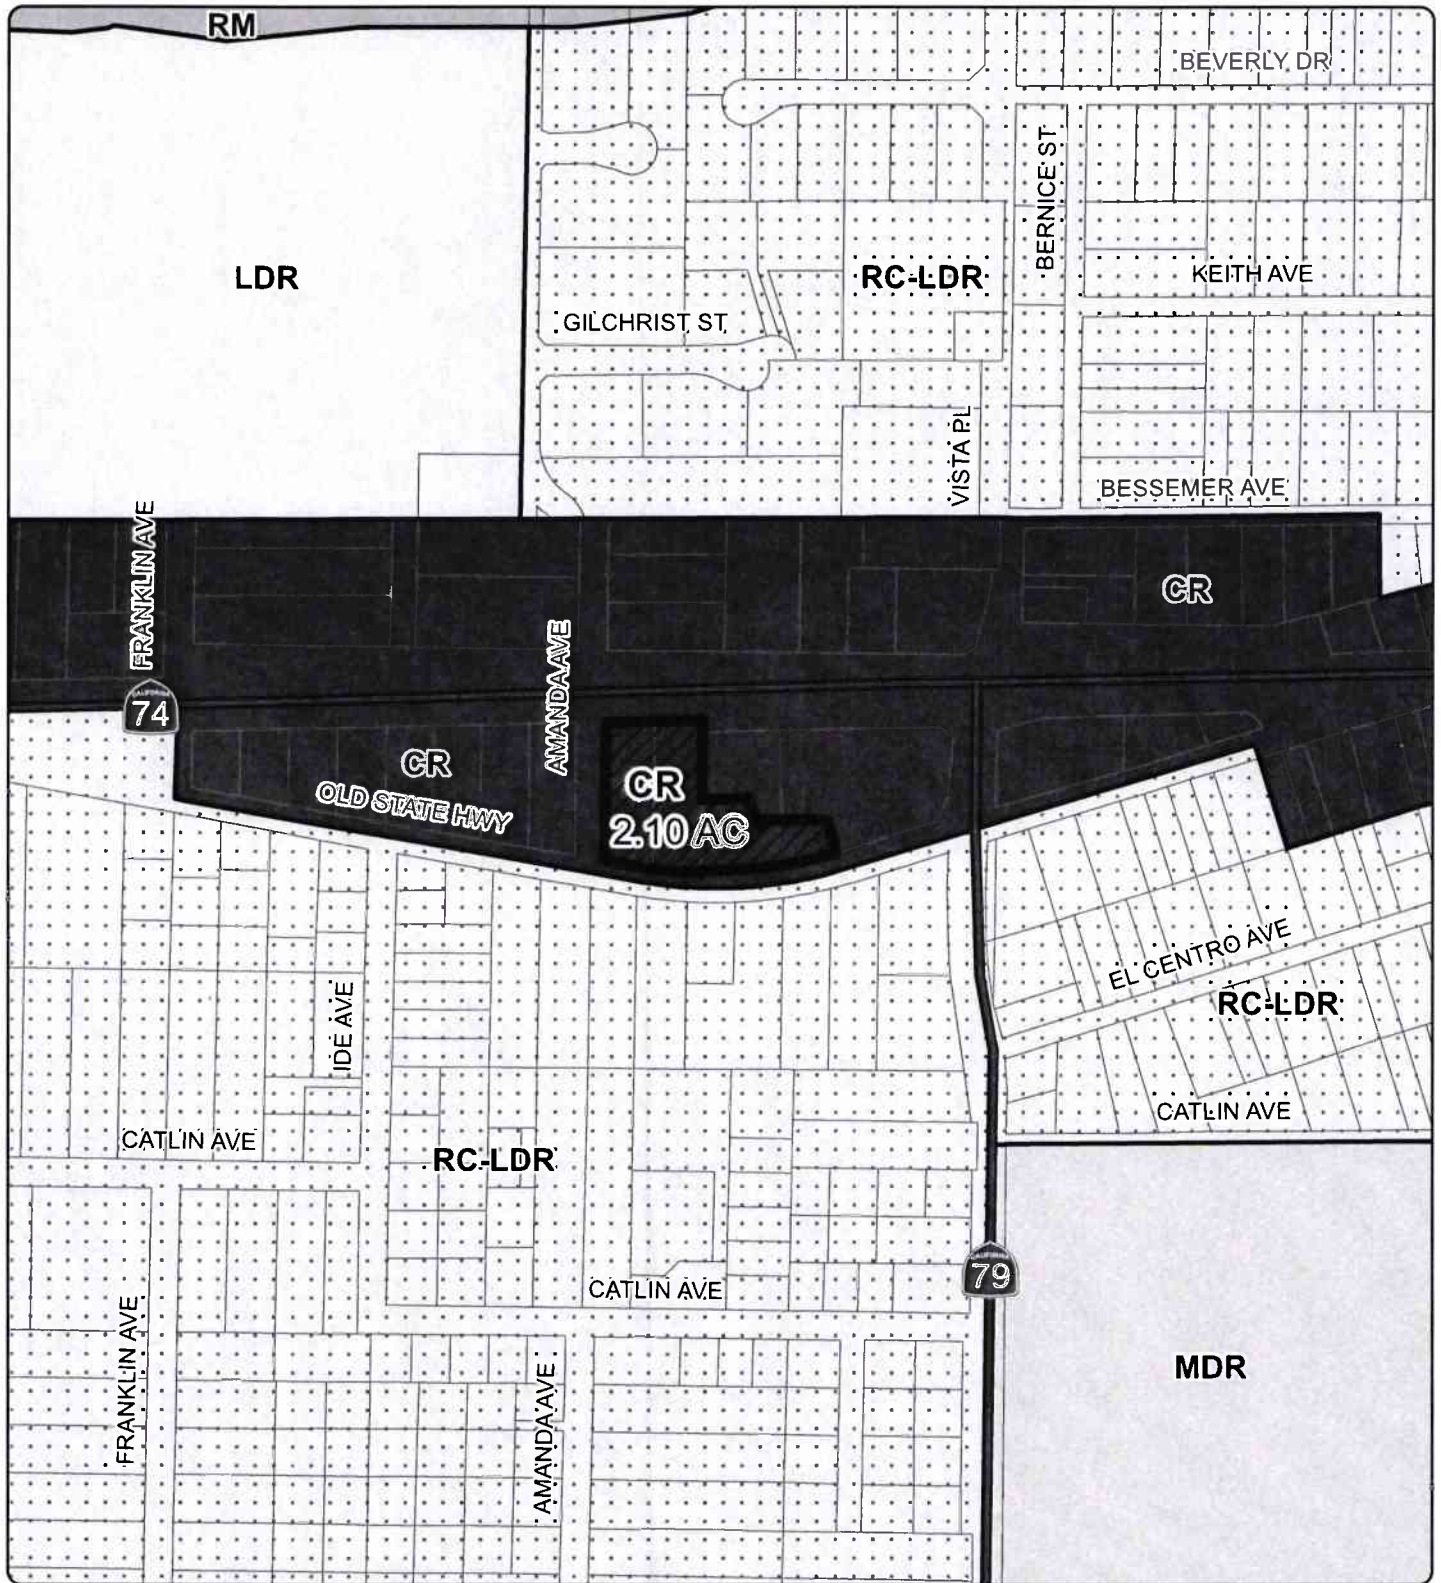 RM
BEVERLY DR
BERNICE ST
LDR
RC-LDR
KEITH AVE
GILCHRIST ST
VISTA PL
BESSEMER AVE
FRANKLIN AVE
CR
AMANDA AVE
CALIFORNIA
74
CR
OLD STATE HWY
CR
2.10 AC
EL CENTRO AVE
RC-LDR
IDE AVE
CATLIN AVE
CATLIN AVE
RC-LDR
CALIFORNIA
79
CATLIN AVE
FRANKLIN AVE
AMANDA AVE
MDR